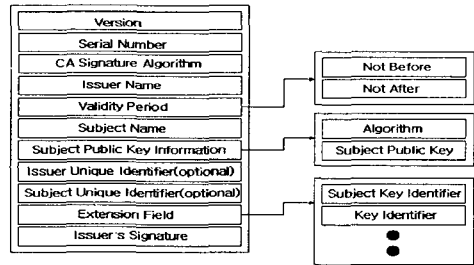 Version
Serial Number
CA Signature Algorithm
Issuer Name
Validity Period
Subject Name
Subject Public Key Information
Issuer Unique Identifier(optional)
Subject Unique Identifier(optional)
Extension Field
Issuer's Signature
Not Before
Not After
Algorithm
Subject Public Key
Subject Key Identifier
Key Identifier